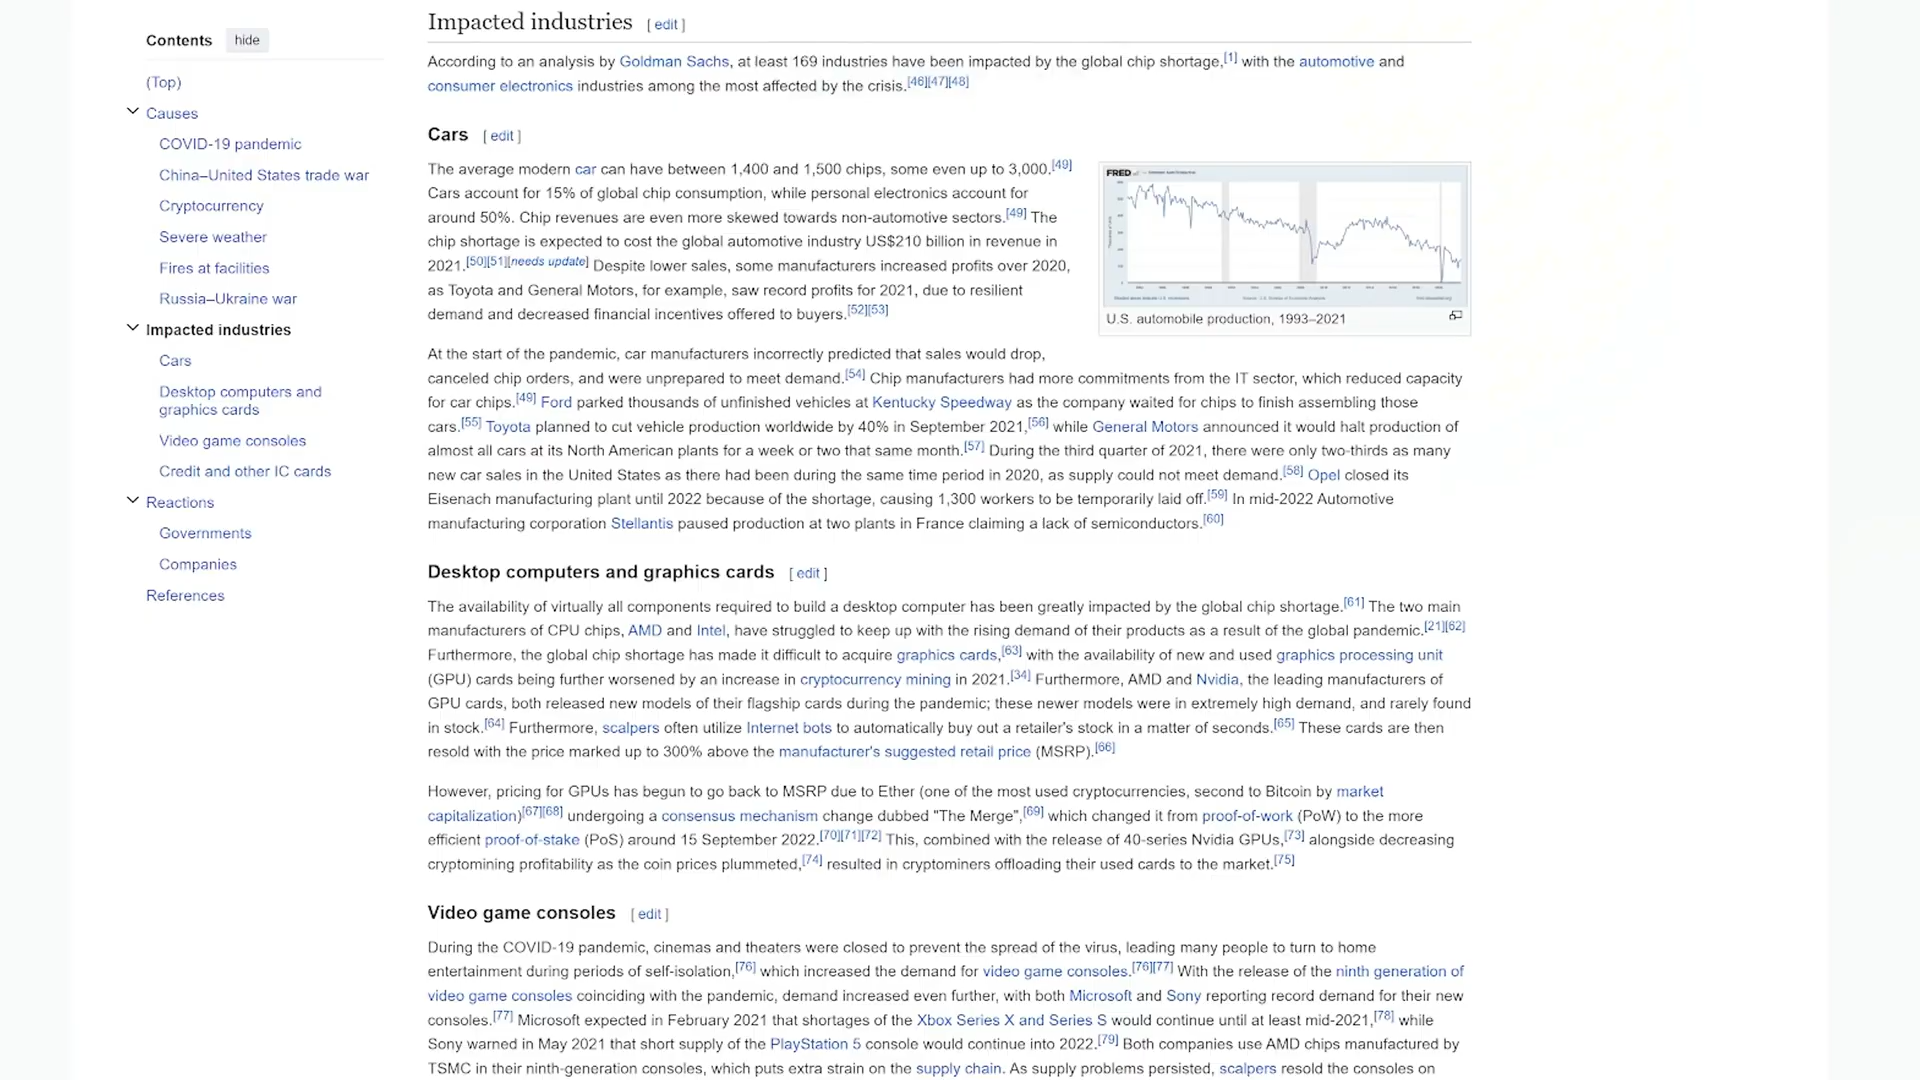 Contents hide
(Top)
Causes
COVID-19 pandemic
China–United States trade war
Cryptocurrency
Severe weather
Fires at facilities
Russia–Ukraine war
Impacted industries
Cars
Desktop computers and
graphics cards
Video game consoles
Credit and other IC cards
Reactions
Governments
Companies
References
Impacted industries [ edit ]
According to an analysis by Goldman Sachs, at least 169 industries have been impacted by the global chip shortage,[1] with the automotive and
consumer electronics industries among the most affected by the crisis.[46][47][48]
Cars [ edit ]
The average modern car can have between 1,400 and 1,500 chips, some even up to 3,000.[49]
Cars account for 15% of global chip consumption, while personal electronics account for
around 50%. Chip revenues are even more skewed towards non-automotive sectors.[49] The
chip shortage is expected to cost the global automotive industry US$210 billion in revenue in
2021.[50][51][needs update] Despite lower sales, some manufacturers increased profits over 2020,
as Toyota and General Motors, for example, saw record profits for 2021, due to resilient
demand and decreased financial incentives offered to buyers.[52][53]
FRED
U.S. automobile production, 1993–2021
At the start of the pandemic, car manufacturers incorrectly predicted that sales would drop,
canceled chip orders, and were unprepared to meet demand.[54] Chip manufacturers had more commitments from the IT sector, which reduced capacity
for car chips.[49] Ford parked thousands of unfinished vehicles at Kentucky Speedway as the company waited for chips to finish assembling those
cars.[55] Toyota planned to cut vehicle production worldwide by 40% in September 2021,[56] while General Motors announced it would halt production of
almost all cars at its North American plants for a week or two that same month.[57] During the third quarter of 2021, there were only two-thirds as many
new car sales in the United States as there had been during the same time period in 2020, as supply could not meet demand.[58] Opel closed its
Eisenach manufacturing plant until 2022 because of the shortage, causing 1,300 workers to be temporarily laid off.[59] In mid-2022 Automotive
manufacturing corporation Stellantis paused production at two plants in France claiming a lack of semiconductors.[60]
Desktop computers and graphics cards [ edit ]
The availability of virtually all components required to build a desktop computer has been greatly impacted by the global chip shortage.[61] The two main
manufacturers of CPU chips, AMD and Intel, have struggled to keep up with the rising demand of their products as a result of the global pandemic.[21][62]
Furthermore, the global chip shortage has made it difficult to acquire graphics cards,[63] with the availability of new and used graphics processing unit
(GPU) cards being further worsened by an increase in cryptocurrency mining in 2021.[34] Furthermore, AMD and Nvidia, the leading manufacturers of
GPU cards, both released new models of their flagship cards during the pandemic; these newer models were in extremely high demand, and rarely found
in stock.[64] Furthermore, scalpers often utilize Internet bots to automatically buy out a retailer's stock in a matter of seconds.[65] These cards are then
resold with the price marked up to 300% above the manufacturer's suggested retail price (MSRP).[66]
However, pricing for GPUs has begun to go back to MSRP due to Ether (one of the most used cryptocurrencies, second to Bitcoin by market
capitalization)[67][68] undergoing a consensus mechanism change dubbed "The Merge",[69] which changed it from proof-of-work (PoW) to the more
efficient proof-of-stake (PoS) around 15 September 2022.[70][71][72] This, combined with the release of 40-series Nvidia GPUs,[73] alongside decreasing
cryptomining profitability as the coin prices plummeted,[74] resulted in cryptominers offloading their used cards to the market.[75]
Video game consoles [ edit ]
During the COVID-19 pandemic, cinemas and theaters were closed to prevent the spread of the virus, leading many people to turn to home
entertainment during periods of self-isolation,[76] which increased the demand for video game consoles.[76][77] With the release of the ninth generation of
video game consoles coinciding with the pandemic, demand increased even further, with both Microsoft and Sony reporting record demand for their new
consoles.[77] Microsoft expected in February 2021 that shortages of the Xbox Series X and Series S would continue until at least mid-2021,[78] while
Sony warned in May 2021 that short supply of the PlayStation 5 console would continue into 2022.[79] Both companies use AMD chips manufactured by
TSMC in their ninth-generation consoles, which puts extra strain on the supply chain. As supply problems persisted, scalpers resold the consoles on